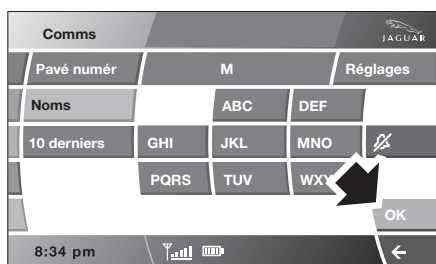 Comms JAGUAR
Pavé numér M Réglages
Noms ABC DEF
10 derniers GHI JKL MNO
PQRS TUV
OK
8:34 pm